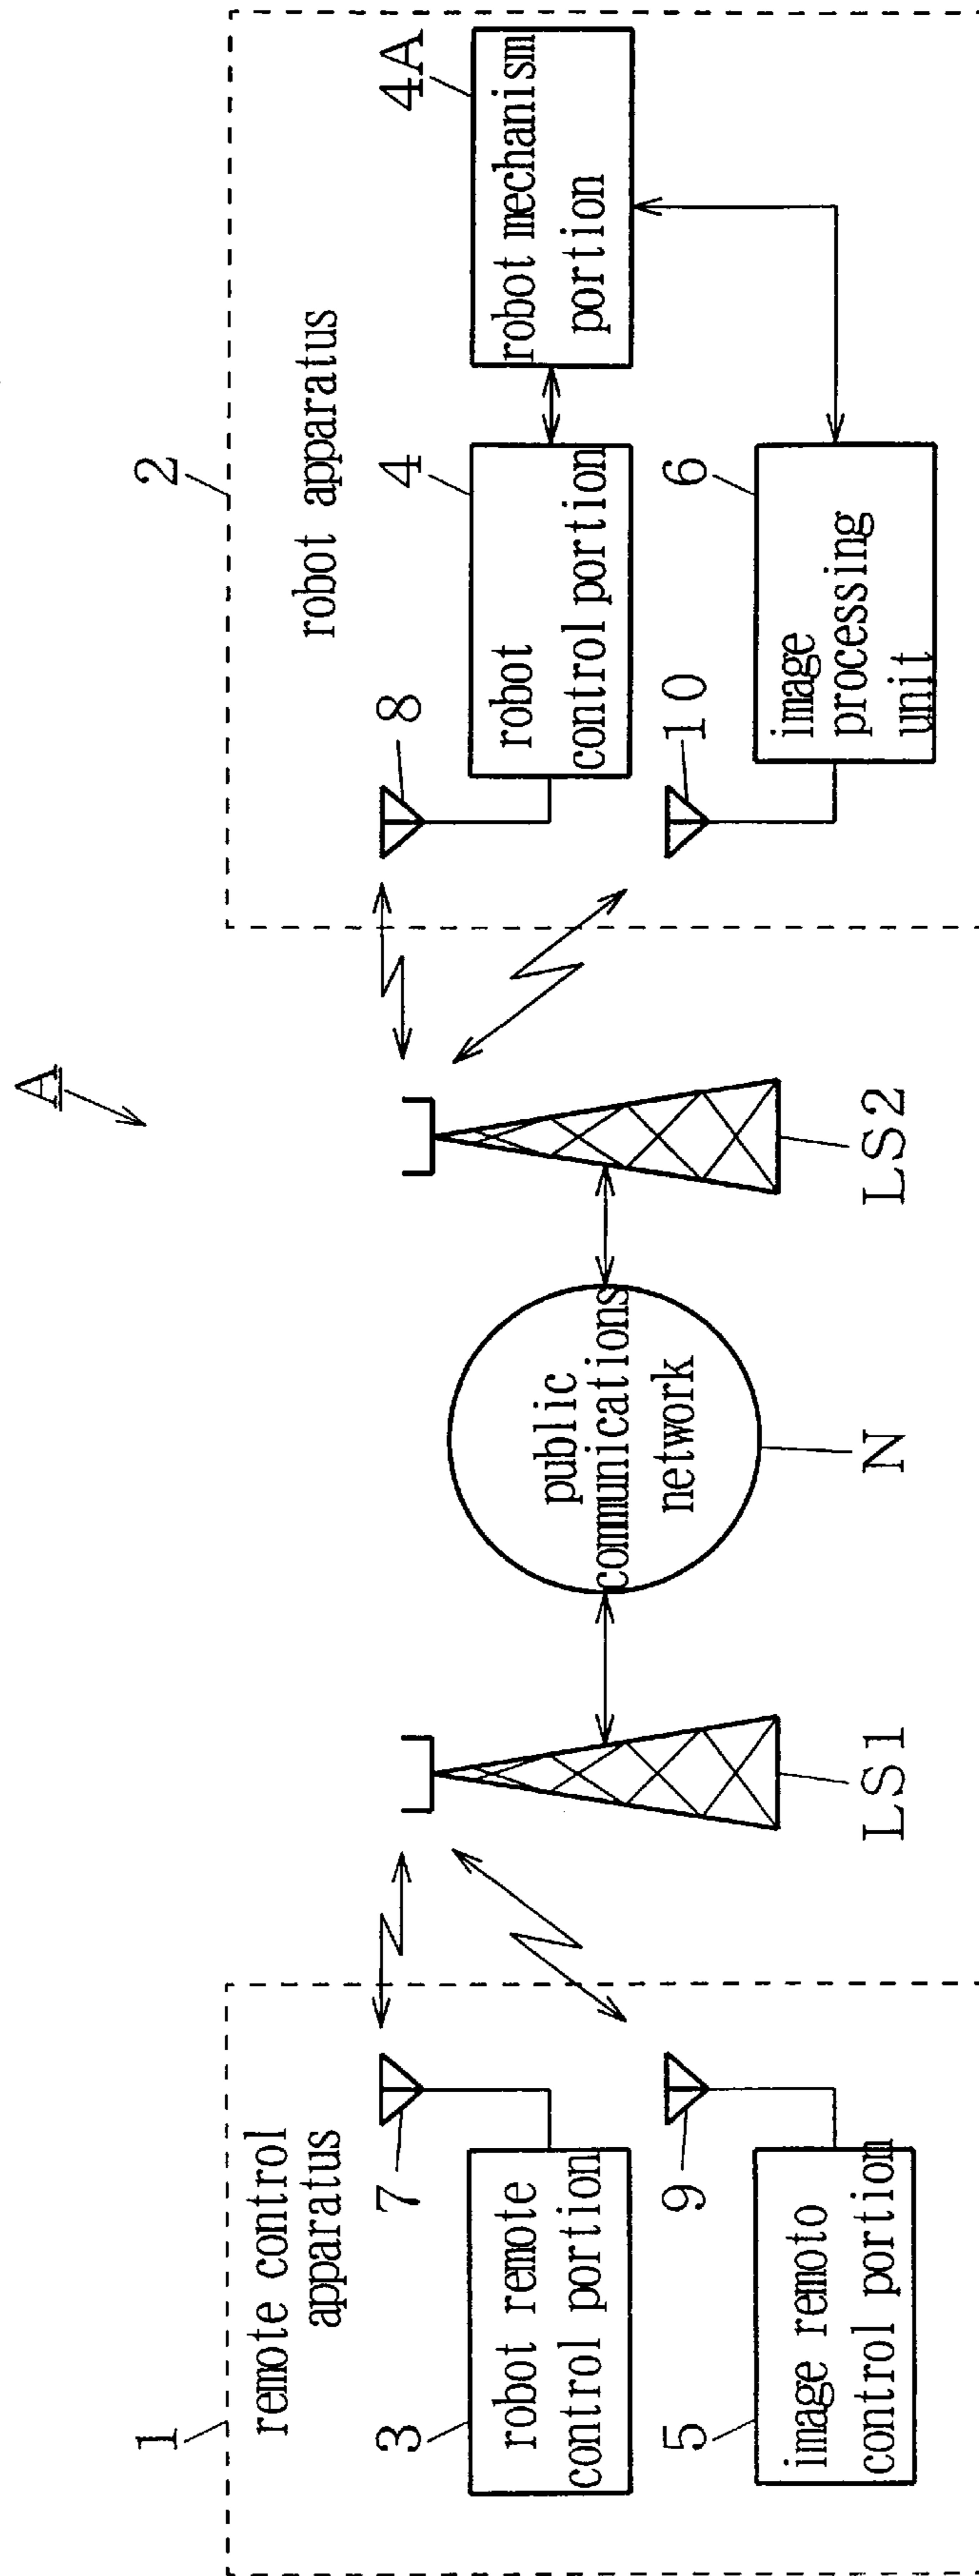 A
1
remote control
apparatus
3
robot remote
control portion
7
5
image remoto
control portion
9
LS1
public
communications
network
N
LS2
2
robot apparatus
8
4
robot
control portion
4A
robot mechanism
portion
10
6
image
processing
unit